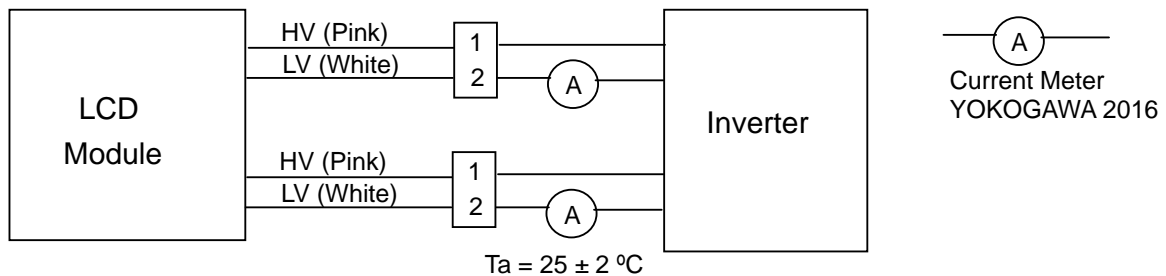 HV (Pink)
1
LV (White)
2
A
LCD
Module
HV (Pink)
1
LV (White)
2
A
Inverter
A
Current Meter
YOKOGAWA 2016
Ta = 25 ± 2 ºC